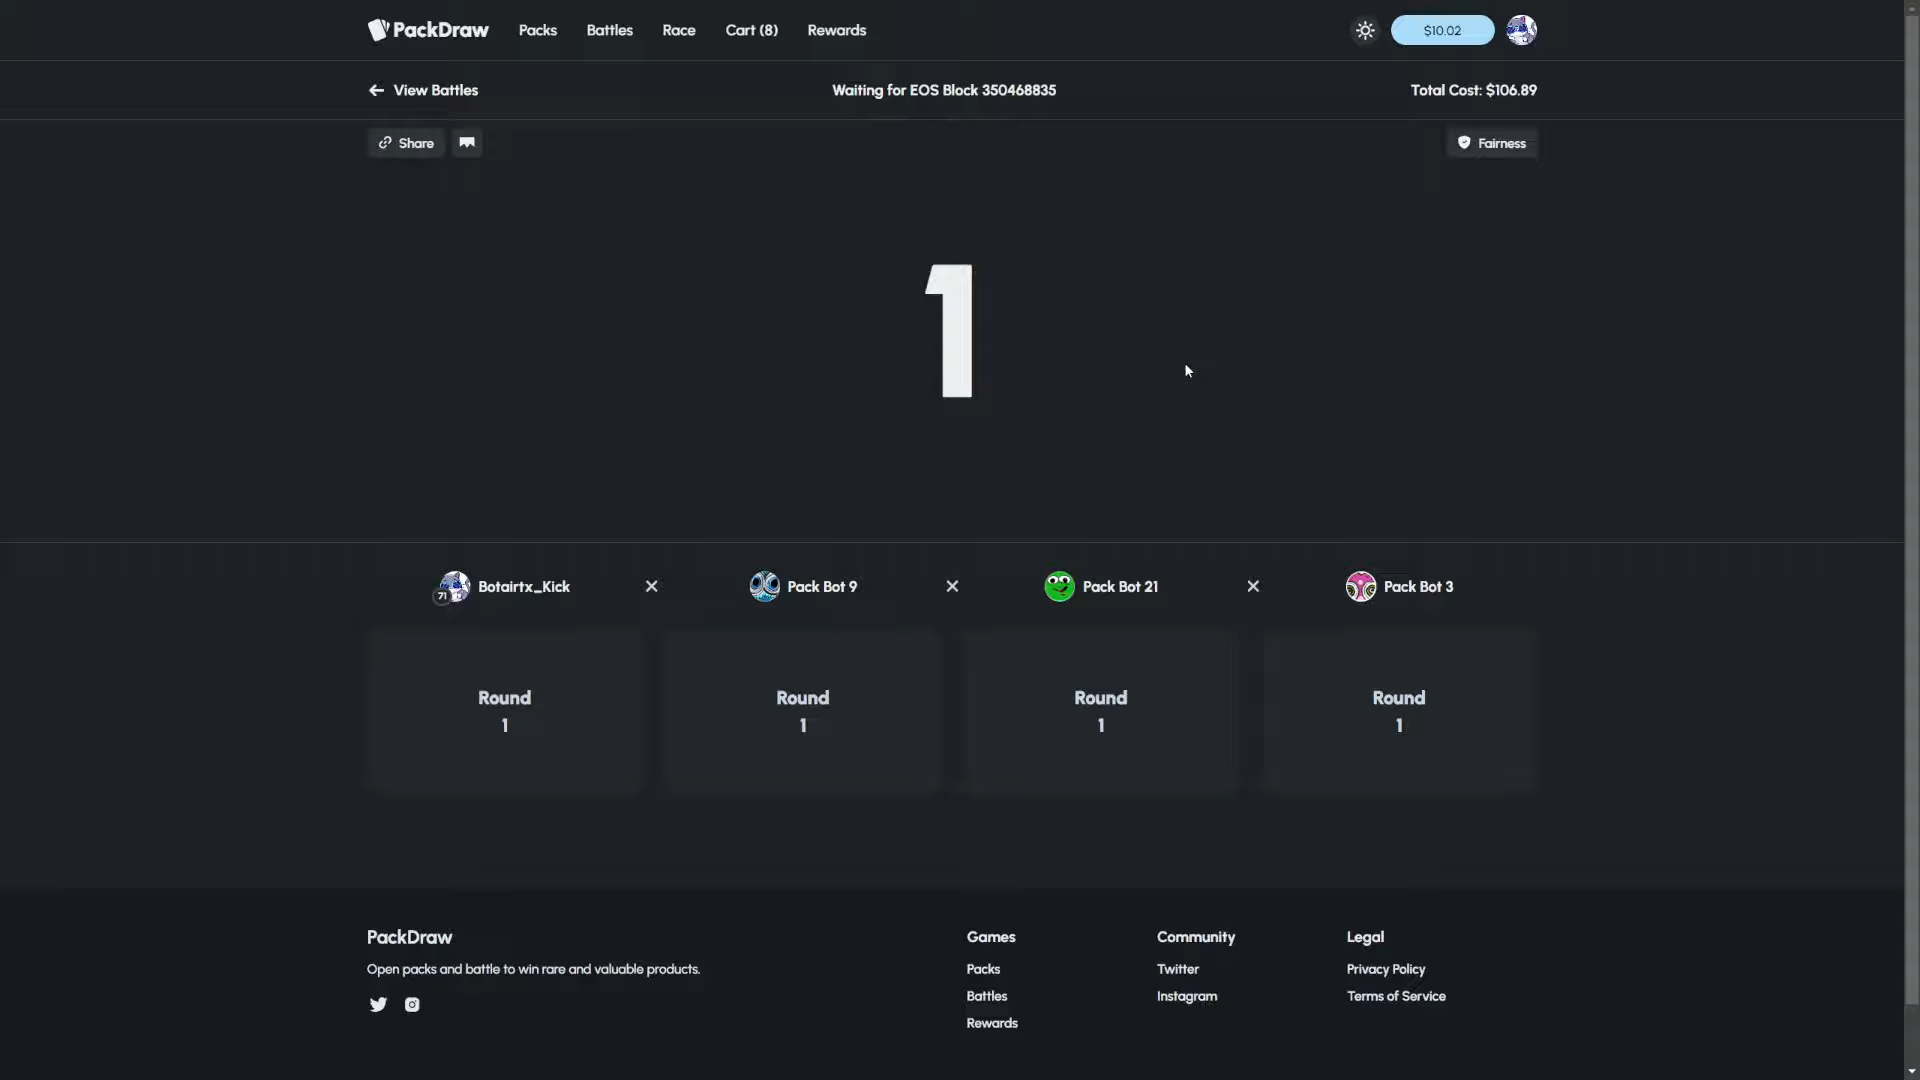 PackDraw Packs Battles Race Cart (8) Rewards $10.02
View Battles Waiting for EOS Block 350468835 Total Cost: $106.89
Share Fairness
1
71 Botairtx_Kick Pack Bot 9 Pack Bot 21 Pack Bot 3
Round Round Round Round
1 1 1 1
PackDraw Games Community Legal
Open packs and battle to win rare and valuable products. Packs Twitter Privacy Policy
Battles Instagram Terms of Service
Rewards